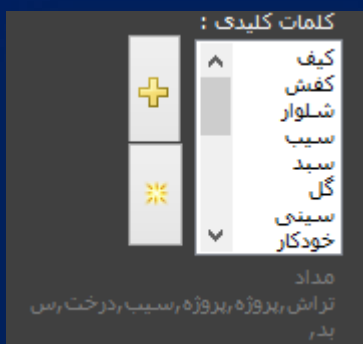 کلمات کلیدی :
کیف
کفش
شلوار
سیب
سبد
گل
سینی
خودکار
مداد
تراش,پروژه,پروژه,سیب,درخت,س
بد,